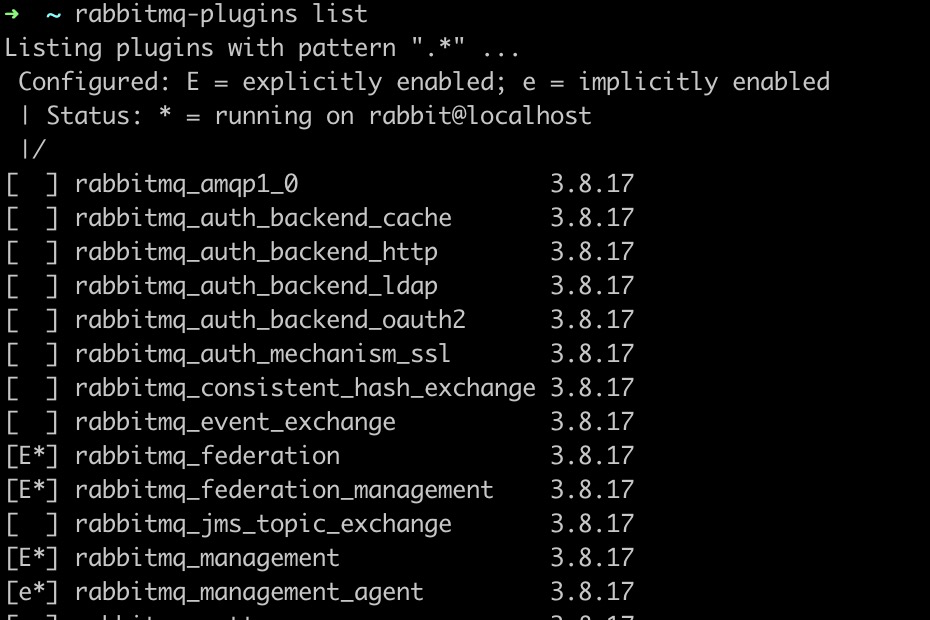 ➜  ~ rabbitmq-plugins list
Listing plugins with pattern ".*" ...
 Configured: E = explicitly enabled; e = implicitly enabled
 | Status: * = running on rabbit@localhost
 |/
[  ] rabbitmq_amqp1_0                  3.8.17
[  ] rabbitmq_auth_backend_cache       3.8.17
[  ] rabbitmq_auth_backend_http        3.8.17
[  ] rabbitmq_auth_backend_ldap        3.8.17
[  ] rabbitmq_auth_backend_oauth2      3.8.17
[  ] rabbitmq_auth_mechanism_ssl       3.8.17
[  ] rabbitmq_consistent_hash_exchange 3.8.17
[  ] rabbitmq_event_exchange           3.8.17
[E*] rabbitmq_federation               3.8.17
[E*] rabbitmq_federation_management    3.8.17
[  ] rabbitmq_jms_topic_exchange       3.8.17
[E*] rabbitmq_management               3.8.17
[e*] rabbitmq_management_agent         3.8.17